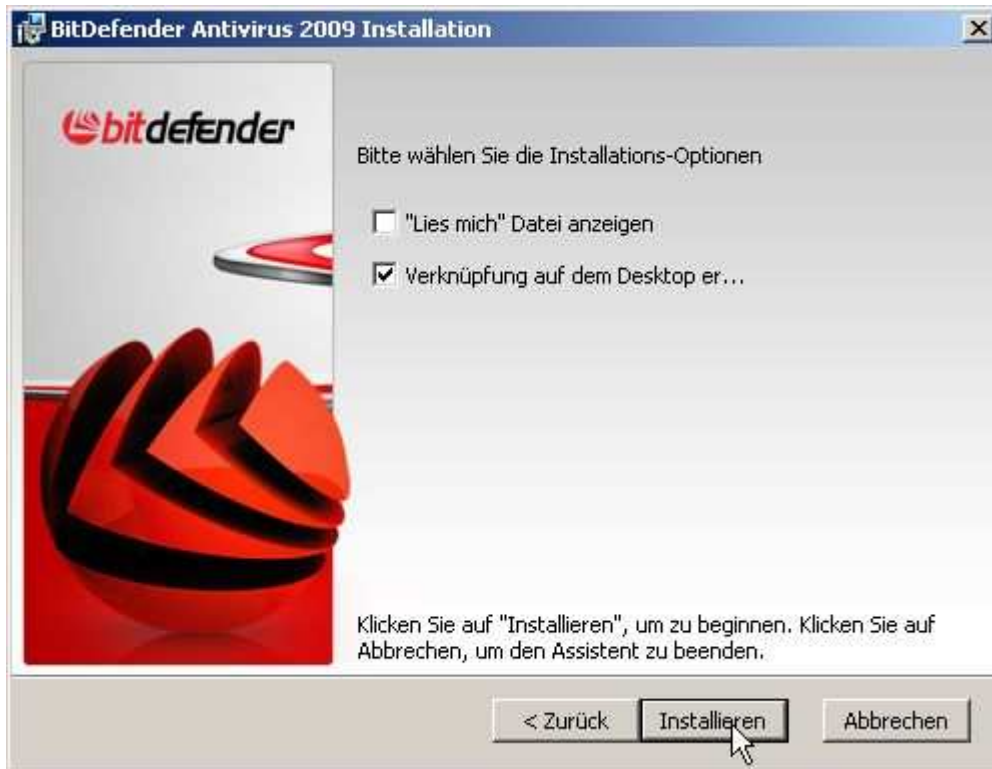 BitDefender Antivirus 2009 Installation
bitdefender
Bitte wählen Sie die Installations-Optionen
"Lies mich" Datei anzeigen
Verknüpfung auf dem Desktop er...
Klicken Sie auf "Installieren", um zu beginnen. Klicken Sie auf
Abbrechen, um den Assistent zu beenden.
< Zurück
Installieren
Abbrechen